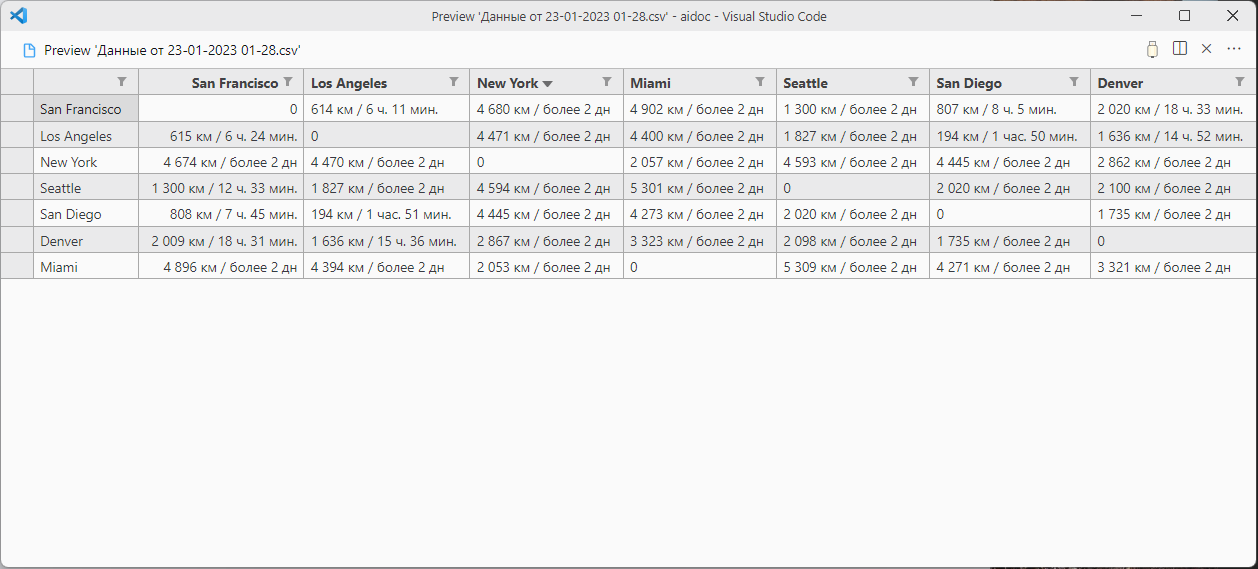 Preview 'Данные от 23-01-2023 01-28.csv' - aidoc - Visual Studio Code
Preview 'Данные от 23-01-2023 01-28.csv'
San Francisco Los Angeles New York Miami Seattle San Diego Denver
San Francisco 0 614 км / 6 ч. 11 мин. 4 680 км / более 2 дн 4 902 км / более 2 дн 1 300 км / более 2 дн 807 км / 8 ч. 5 мин. 2 020 км / 18 ч. 33 мин.
Los Angeles 615 км / 6 ч. 24 мин. 0 4 471 км / более 2 дн 4 400 км / более 2 дн 1 827 км / более 2 дн 194 км / 1 час. 50 мин. 1 636 км / 14 ч. 52 мин.
New York 4 674 км / более 2 дн 4 470 км / более 2 дн 0 2 057 км / более 2 дн 4 593 км / более 2 дн 4 445 км / более 2 дн 2 862 км / более 2 дн
Seattle 1 300 км / 12 ч. 33 мин. 1 827 км / более 2 дн 4 594 км / более 2 дн 5 301 км / более 2 дн 0 2 020 км / более 2 дн 2 100 км / более 2 дн
San Diego 808 км / 7 ч. 45 мин. 194 км / 1 час. 51 мин. 4 445 км / более 2 дн 4 273 км / более 2 дн 2 020 км / более 2 дн 0 1 735 км / более 2 дн
Denver 2 009 км / 18 ч. 31 мин. 1 636 км / 15 ч. 36 мин. 2 867 км / более 2 дн 3 323 км / более 2 дн 2 098 км / более 2 дн 1 735 км / более 2 дн 0
Miami 4 896 км / более 2 дн 4 394 км / более 2 дн 2 053 км / более 2 дн 0 5 309 км / более 2 дн 4 271 км / более 2 дн 3 321 км / более 2 дн